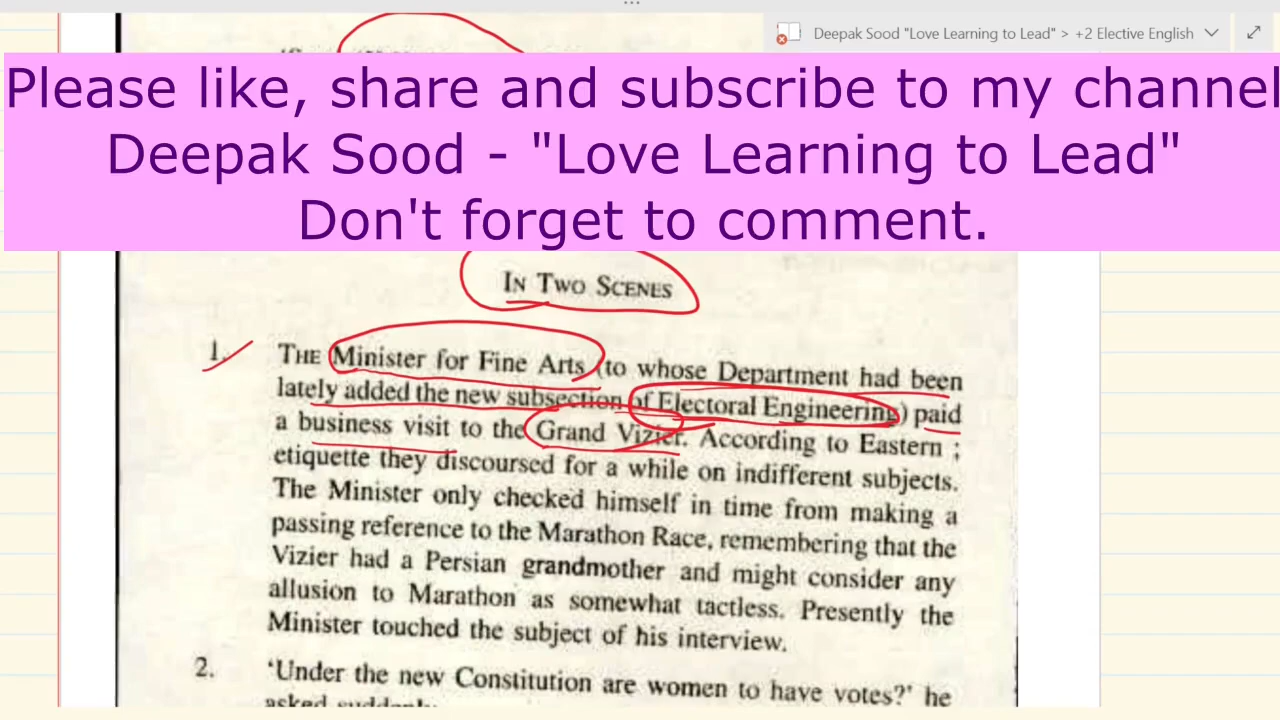 Deepak Sood "Love Learning to Lead" > +2 Elective English
Please like, share and subscribe to my channel
Deepak Sood - "Love Learning to Lead"
Don't forget to comment.
IN TWO SCENES
1. THE Minister for Fine Arts (to whose Department had been
lately added the new subsection of Electoral Engineering) paid
a business visit to the Grand Vizier. According to Eastern ;
etiquette they discoursed for a while on indifferent subjects.
The Minister only checked himself in time from making a
passing reference to the Marathon Race, remembering that the
Vizier had a Persian grandmother and might consider any
allusion to Marathon as somewhat tactless. Presently the
Minister touched the subject of his interview.
2. 'Under the new Constitution are women to have votes?' he
asked suddenly